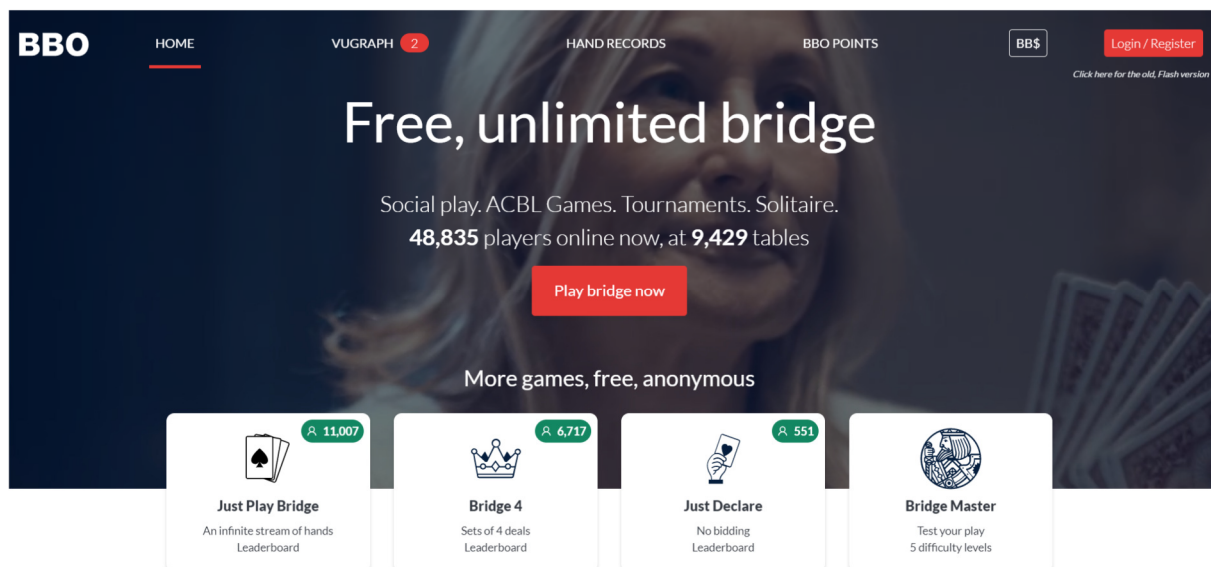 BBO
HOME
VUGRAPH 2
HAND RECORDS
BBO POINTS
BB$
Login / Register
Click here for the old, Flash version
Free, unlimited bridge
Social play. ACBL Games. Tournaments. Solitaire.
48,835 players online now, at 9,429 tables
Play bridge now
More games, free, anonymous
11,007
Just Play Bridge
An infinite stream of hands
Leaderboard
6,717
Bridge 4
Sets of 4 deals
Leaderboard
551
Just Declare
No bidding
Leaderboard
Bridge Master
Test your play
5 difficulty levels